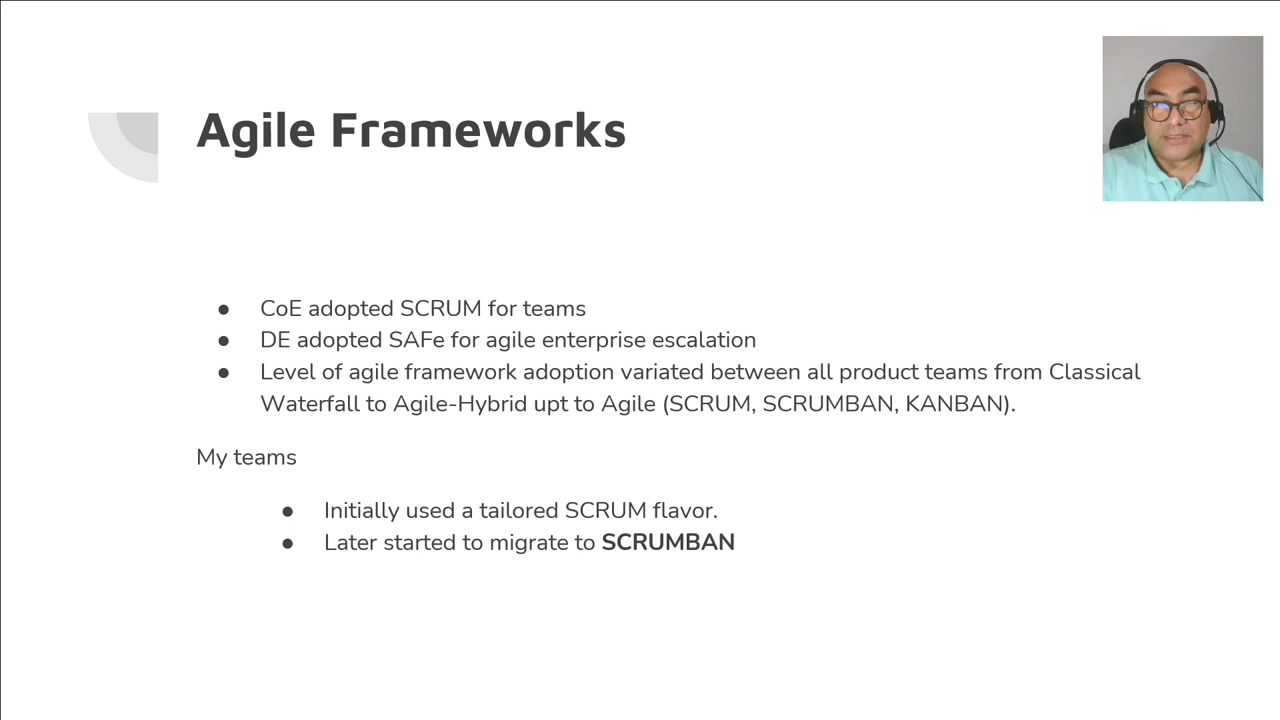 Agile Frameworks
● CoE adopted SCRUM for teams
● DE adopted SAFe for agile enterprise escalation
● Level of agile framework adoption variated between all product teams from Classical
Waterfall to Agile-Hybrid upt to Agile (SCRUM, SCRUMBAN, KANBAN).
My teams
● Initially used a tailored SCRUM flavor.
● Later started to migrate to SCRUMBAN